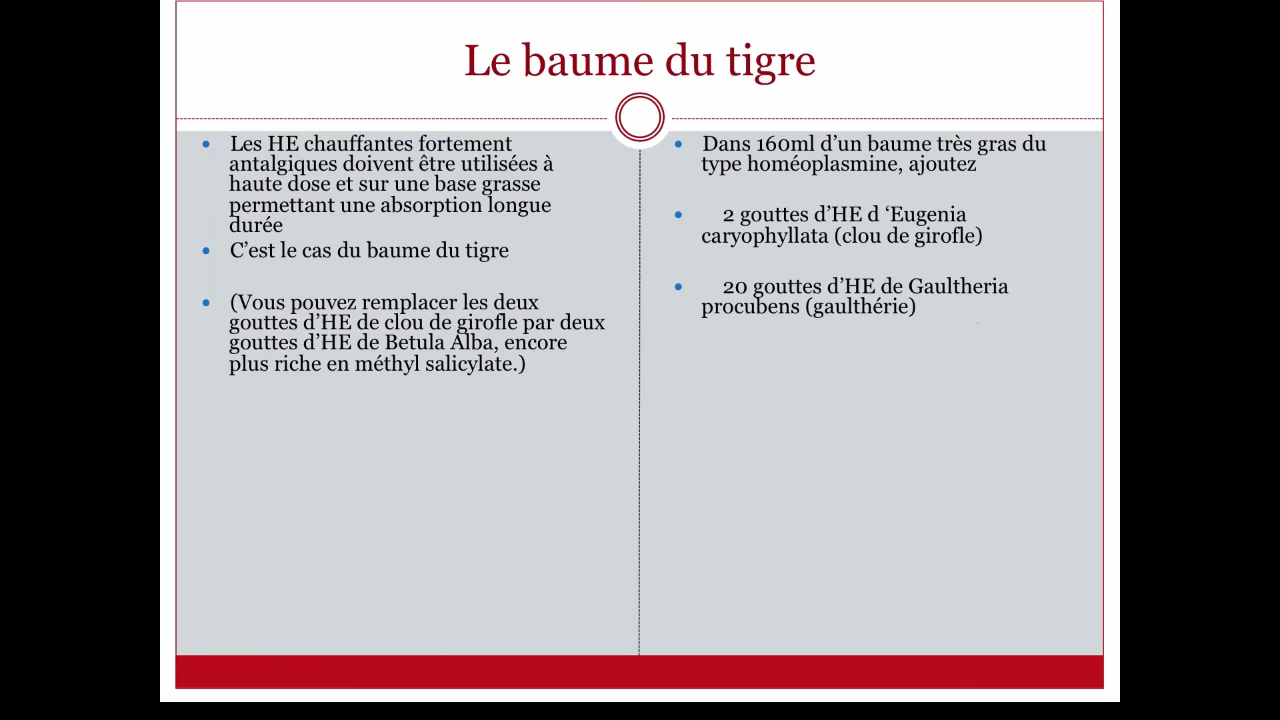 Le baume du tigre
• Les HE chauffantes fortement
antalgiques doivent être utilisées à
haute dose et sur une base grasse
permettant une absorption longue
durée
• C’est le cas du baume du tigre
• (Vous pouvez remplacer les deux
gouttes d’HE de clou de girofle par deux
gouttes d’HE de Betula Alba, encore
plus riche en méthyl salicylate.)
• Dans 160ml d’un baume très gras du
type homéoplasmine, ajoutez
• 2 gouttes d’HE d ‘Eugenia
caryophyllata (clou de girofle)
• 20 gouttes d’HE de Gaultheria
procubens (gaulthérie)